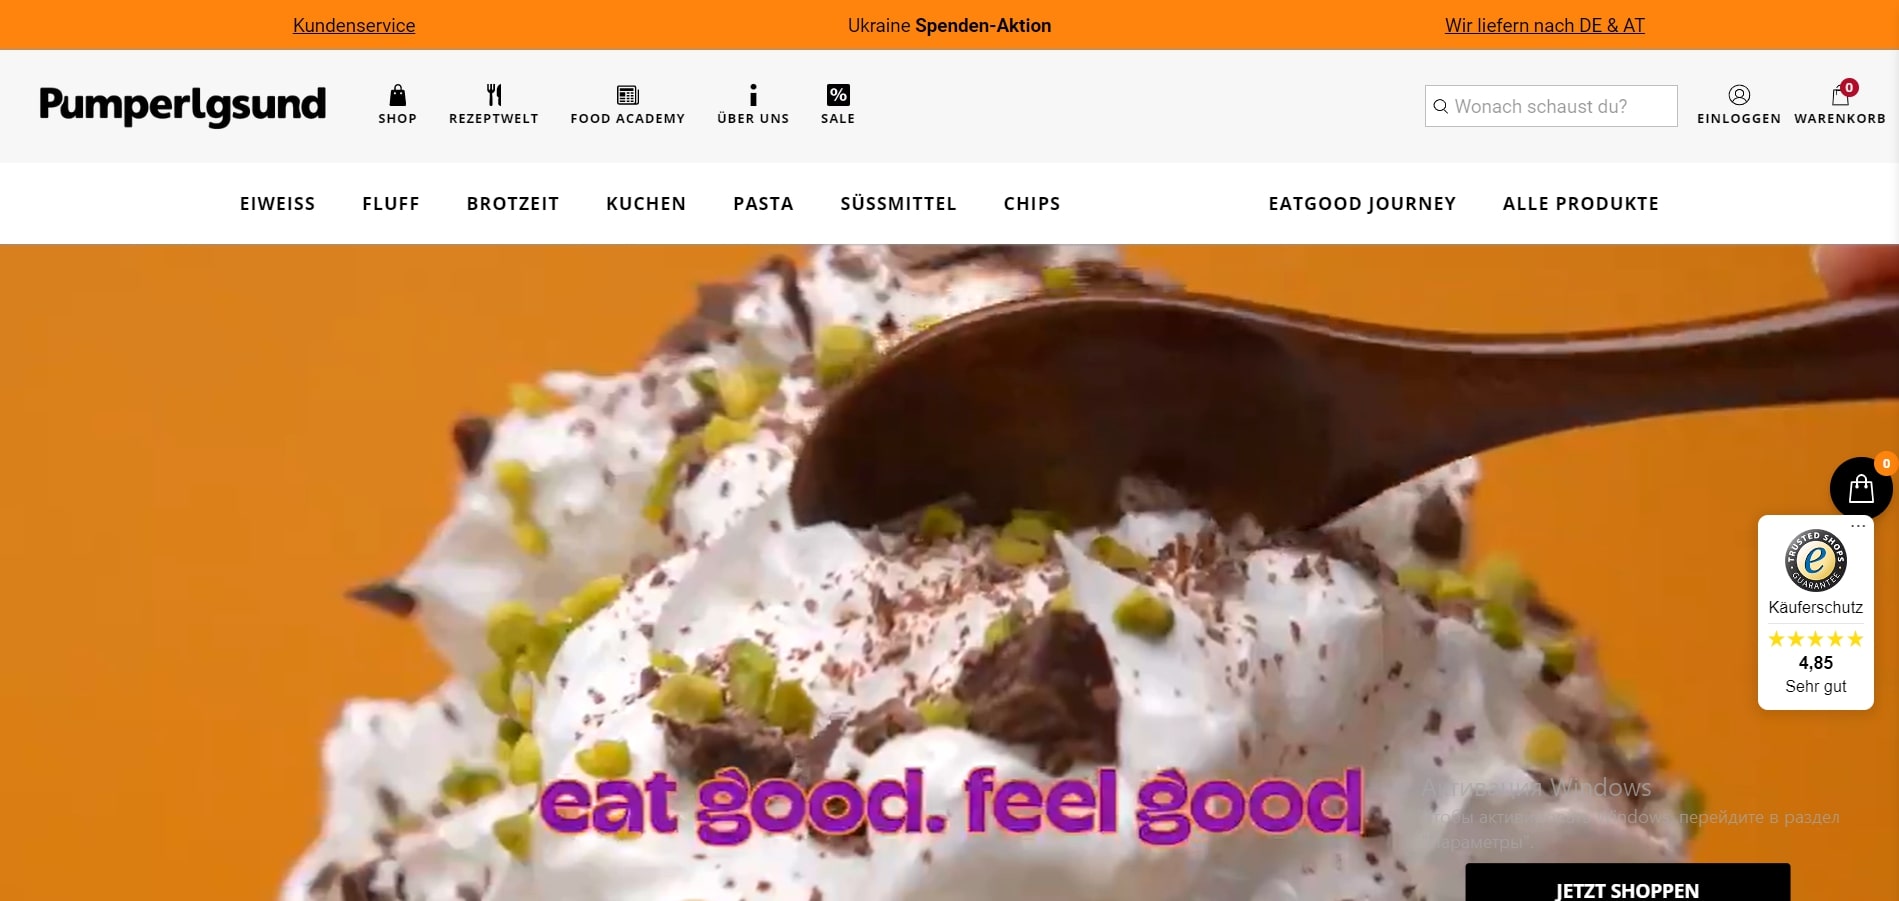 Kundenservice
Ukraine Spenden-Aktion
Wir liefern nach DE & AT
Pumperlgsund
SHOP
REZEPTWELT
FOOD ACADEMY
ÜBER UNS
%
SALE
Wonach schaust du?
EINLOGGEN
0
WARENKORB
EIWEISS
FLUFF
BROTZEIT
KUCHEN
PASTA
SÜSSMITTEL
CHIPS
EATGOOD JOURNEY
ALLE PRODUKTE
0
TRUSTED SHOPS
e
GUARANTEE
Käuferschutz
4,85
Sehr gut
eat good. feel good
Активация Windows
Чтобы активировать Windows, перейдите в раздел
"Параметры".
JETZT SHOPPEN